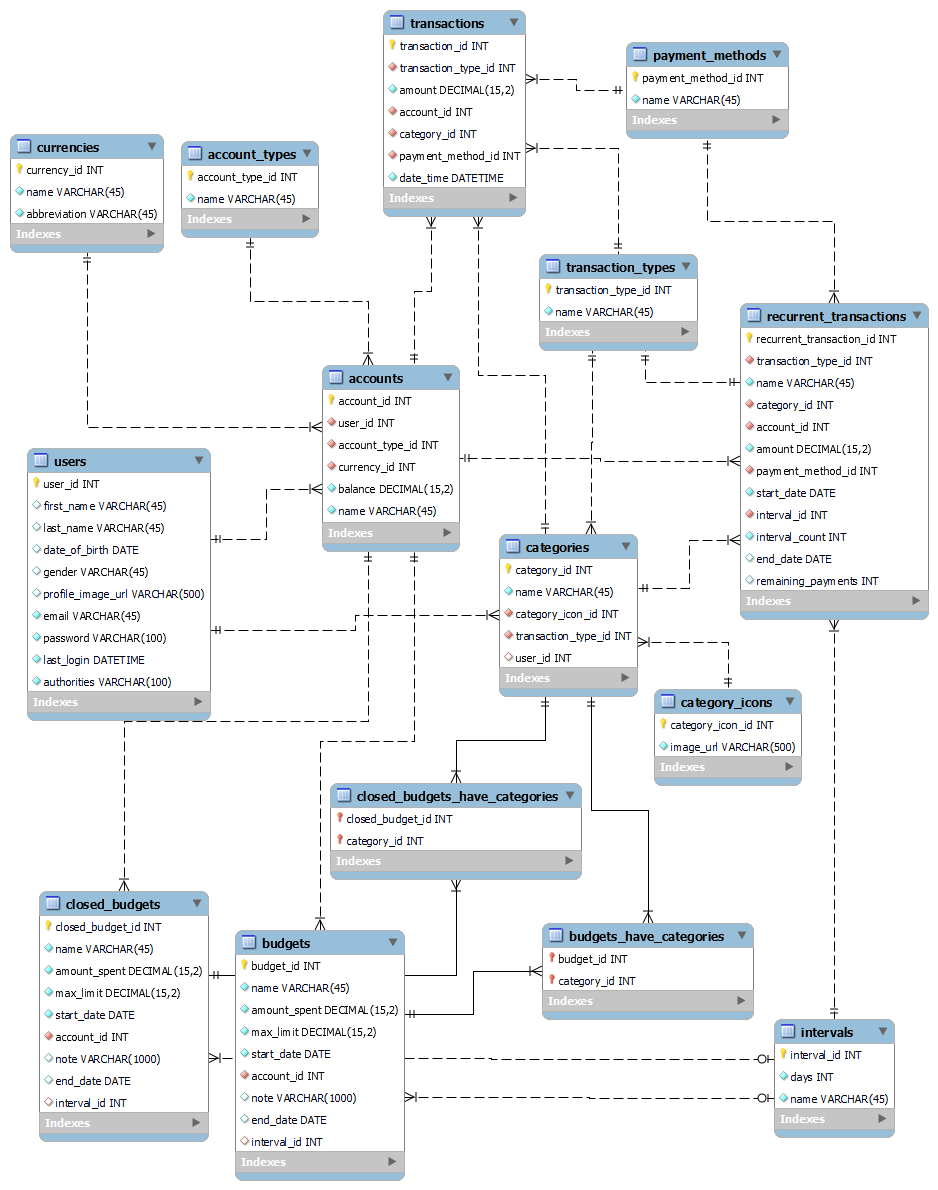 transactions
transaction_id INT
transaction_type_id INT
amount DECIMAL(15,2)
account_id INT
category_id INT
payment_method_id INT
date_time DATETIME
Indexes
payment_methods
payment_method_id INT
name VARCHAR(45)
Indexes
currencies
currency_id INT
name VARCHAR(45)
abbreviation VARCHAR(45)
Indexes
account_types
account_type_id INT
name VARCHAR(45)
Indexes
transaction_types
transaction_type_id INT
name VARCHAR(45)
Indexes
recurrent_transactions
recurrent_transaction_id INT
transaction_type_id INT
name VARCHAR(45)
category_id INT
account_id INT
amount DECIMAL(15,2)
payment_method_id INT
start_date DATE
interval_id INT
interval_count INT
end_date DATE
remaining_payments INT
Indexes
accounts
account_id INT
user_id INT
account_type_id INT
currency_id INT
balance DECIMAL(15,2)
name VARCHAR(45)
Indexes
users
user_id INT
first_name VARCHAR(45)
last_name VARCHAR(45)
date_of_birth DATE
gender VARCHAR(45)
profile_image_url VARCHAR(500)
email VARCHAR(45)
password VARCHAR(100)
last_login DATETIME
authorities VARCHAR(100)
Indexes
categories
category_id INT
name VARCHAR(45)
category_icon_id INT
transaction_type_id INT
user_id INT
Indexes
category_icons
category_icon_id INT
image_url VARCHAR(500)
Indexes
closed_budgets_have_categories
closed_budget_id INT
category_id INT
Indexes
closed_budgets
closed_budget_id INT
name VARCHAR(45)
amount_spent DECIMAL(15,2)
max_limit DECIMAL(15,2)
start_date DATE
account_id INT
note VARCHAR(1000)
end_date DATE
interval_id INT
Indexes
budgets
budget_id INT
name VARCHAR(45)
amount_spent DECIMAL(15,2)
max_limit DECIMAL(15,2)
start_date DATE
account_id INT
note VARCHAR(1000)
end_date DATE
interval_id INT
Indexes
budgets_have_categories
budget_id INT
category_id INT
Indexes
intervals
interval_id INT
days INT
name VARCHAR(45)
Indexes